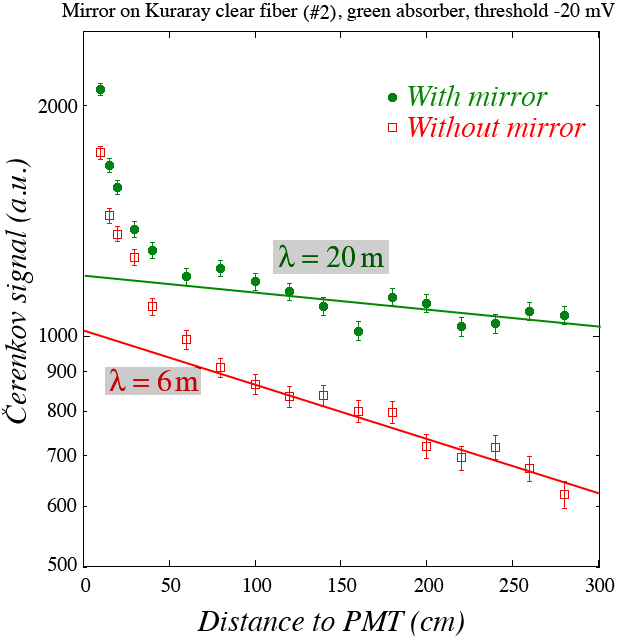 Mirror on Kuraray clear fiber (#2), green absorber, threshold -20 mV
With mirror
Without mirror
λ = 20 m
λ = 6 m
Čerenkov signal (a.u.)
2000
1000
900
800
700
600
500
0 50 100 150 200 250 300
Distance to PMT (cm)